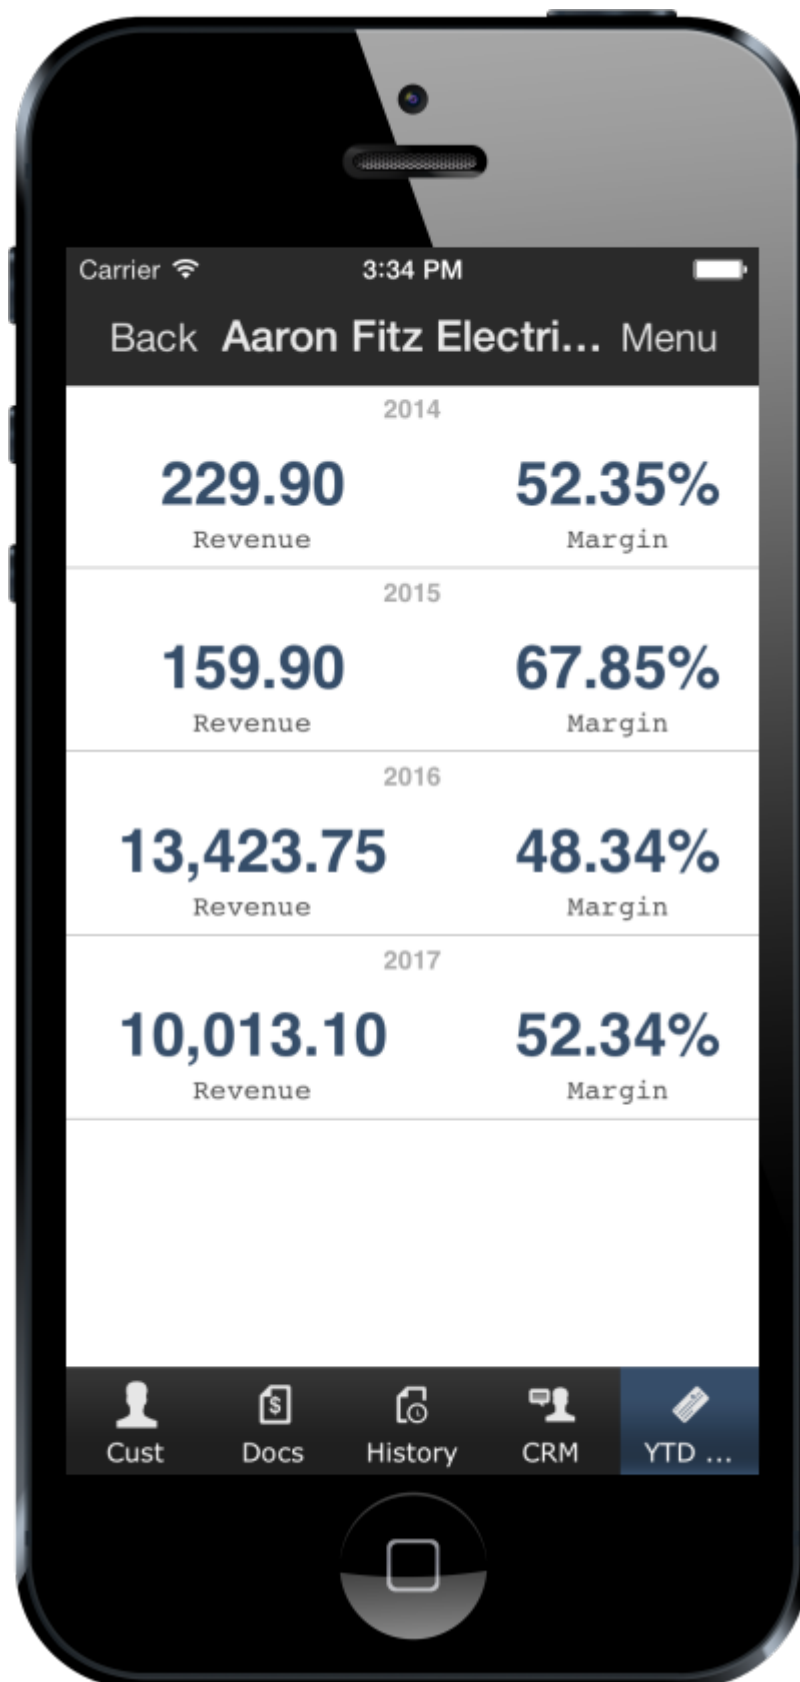 Carrier 3:34 PM
Back Aaron Fitz Electri... Menu
2014
229.90 52.35%
Revenue Margin
2015
159.90 67.85%
Revenue Margin
2016
13,423.75 48.34%
Revenue Margin
2017
10,013.10 52.34%
Revenue Margin
$
Cust Docs History CRM YTD ...